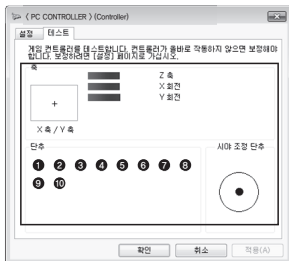 ( PC CONTROLLER ) (Controller)
설정 테스트
게임 컨트롤러를 테스트합니다. 컨트롤러가 올바로 작동하지 않으면 보정해야
합니다. 보정하려면 [설정] 페이지로 가십시오.
축
Z 축
X 회전
Y 회전
X 축 / Y 축
단추
시야 조정 단추
1 2 3 4 5 6 7 8
9 10
확인 취소 적용(A)